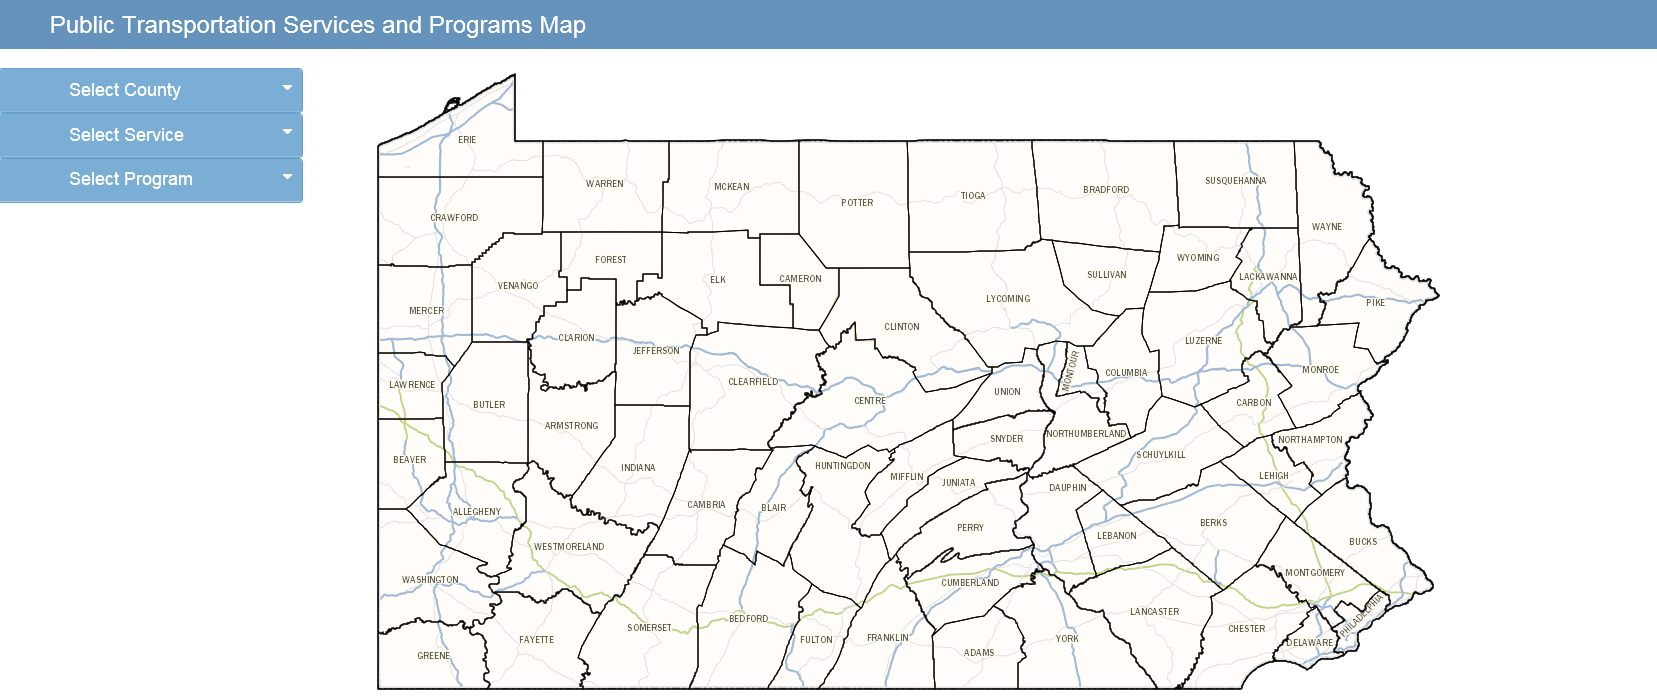 Public Transportation Services and Programs Map
Select County
Select Service
Select Program
ERIE
WARREN
MCKEAN
POTTER
TIOGA
BRADFORD
SUSQUEHANNA
WAYNE
CRAWFORD
FOREST
ELK
CAMERON
SULLIVAN
WYOMING
LACKAWANNA
VENANGO
LYCOMING
PIKE
MERCER
CLARION
JEFFERSON
CLINTON
LUZERNE
MONROE
LAWRENCE
BUTLER
CLEARFIELD
CENTRE
UNION
MONTOUR
COLUMBIA
CARBON
ARMSTRONG
SNYDER
NORTHUMBERLAND
NORTHAMPTON
BEAVER
INDIANA
HUNTINGDON
MIFFLIN
JUNIATA
SCHUYLKILL
LEHIGH
DAUPHIN
ALLEGHENY
CAMBRIA
BLAIR
PERRY
LEBANON
BERKS
BUCKS
WESTMORELAND
WASHINGTON
CUMBERLAND
MONTGOMERY
LANCASTER
PHILADELPHIA
FAYETTE
SOMERSET
BEDFORD
FULTON
FRANKLIN
YORK
CHESTER
DELAWARE
GREENE
ADAMS